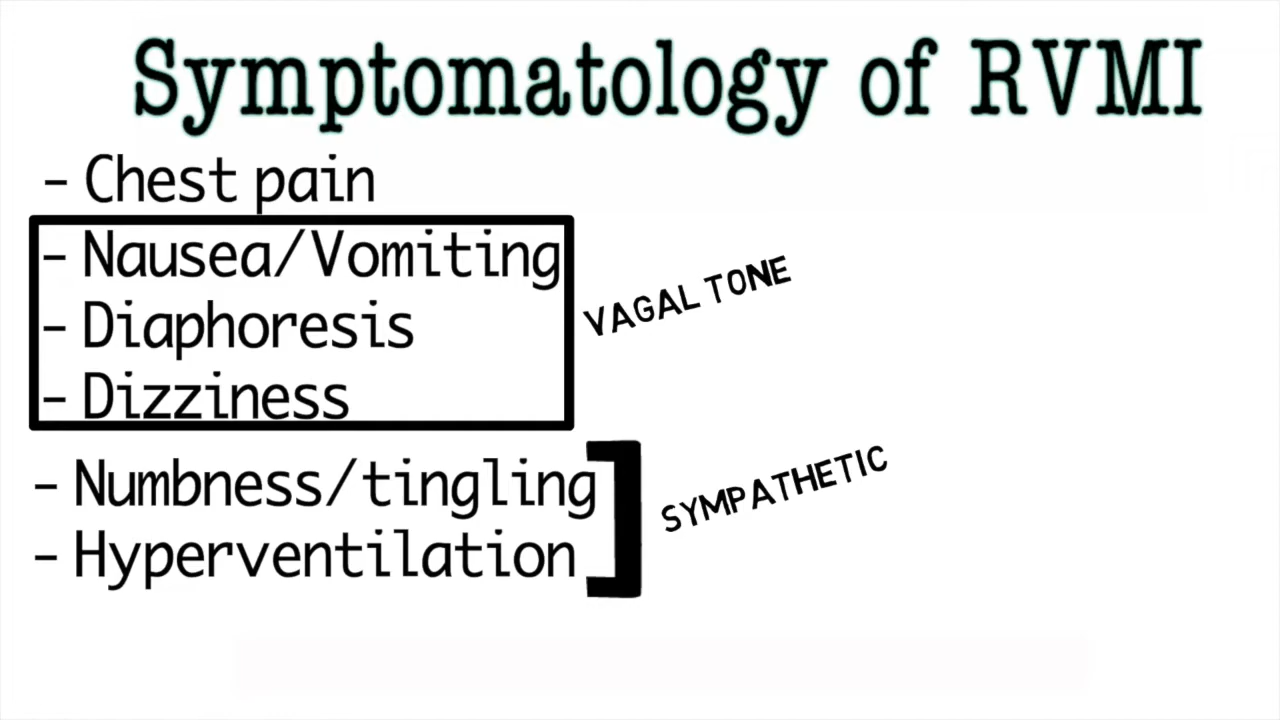 Symptomatology of RVMI
- Chest pain
- Nausea/Vomiting
- Diaphoresis
- Dizziness
VAGAL TONE
- Numbness/tingling
- Hyperventilation
SYMPATHETIC